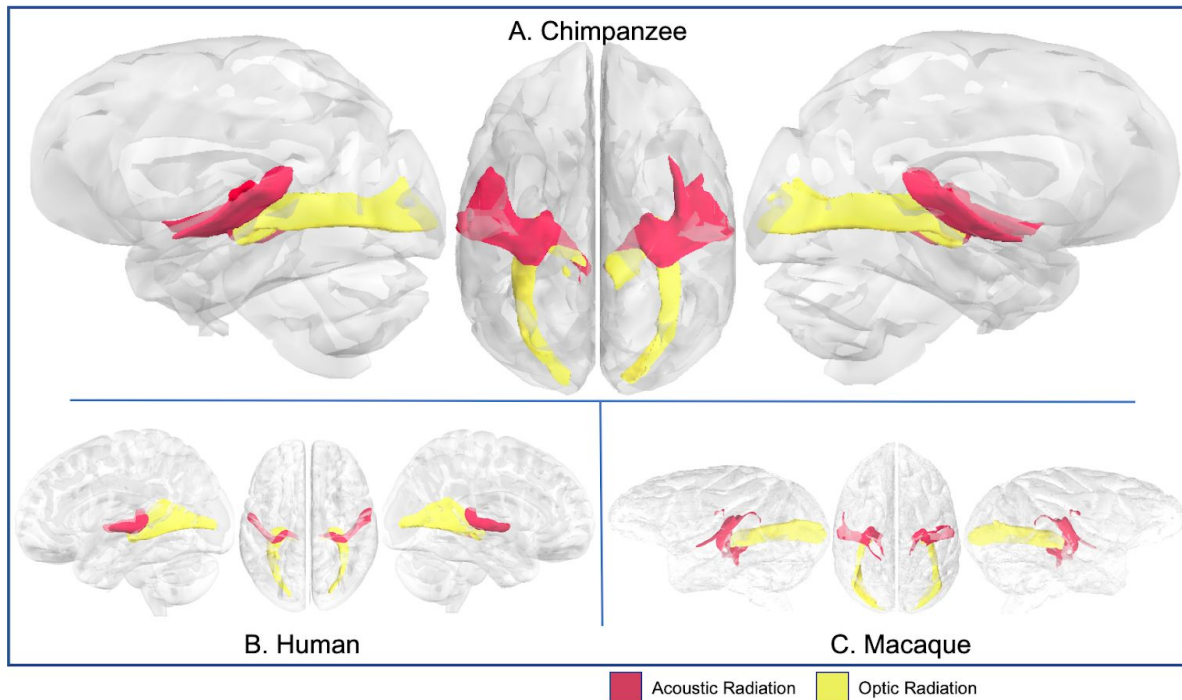 A. Chimpanzee
B. Human
C. Macaque
Acoustic Radiation
Optic Radiation